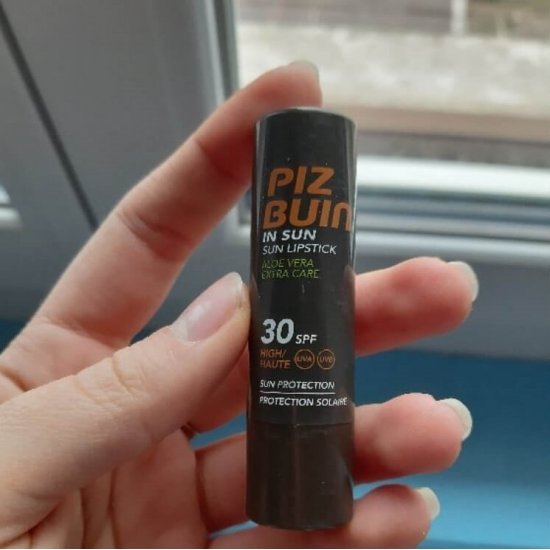 PIZ
BUIN
IN SUN
SUN LIPSTICK
ALOE VERA
EXTRA CARE
30 SPF
HIGH/
HAUTE UVA UVB
SUN PROTECTION
PROTECTION SOLAIRE